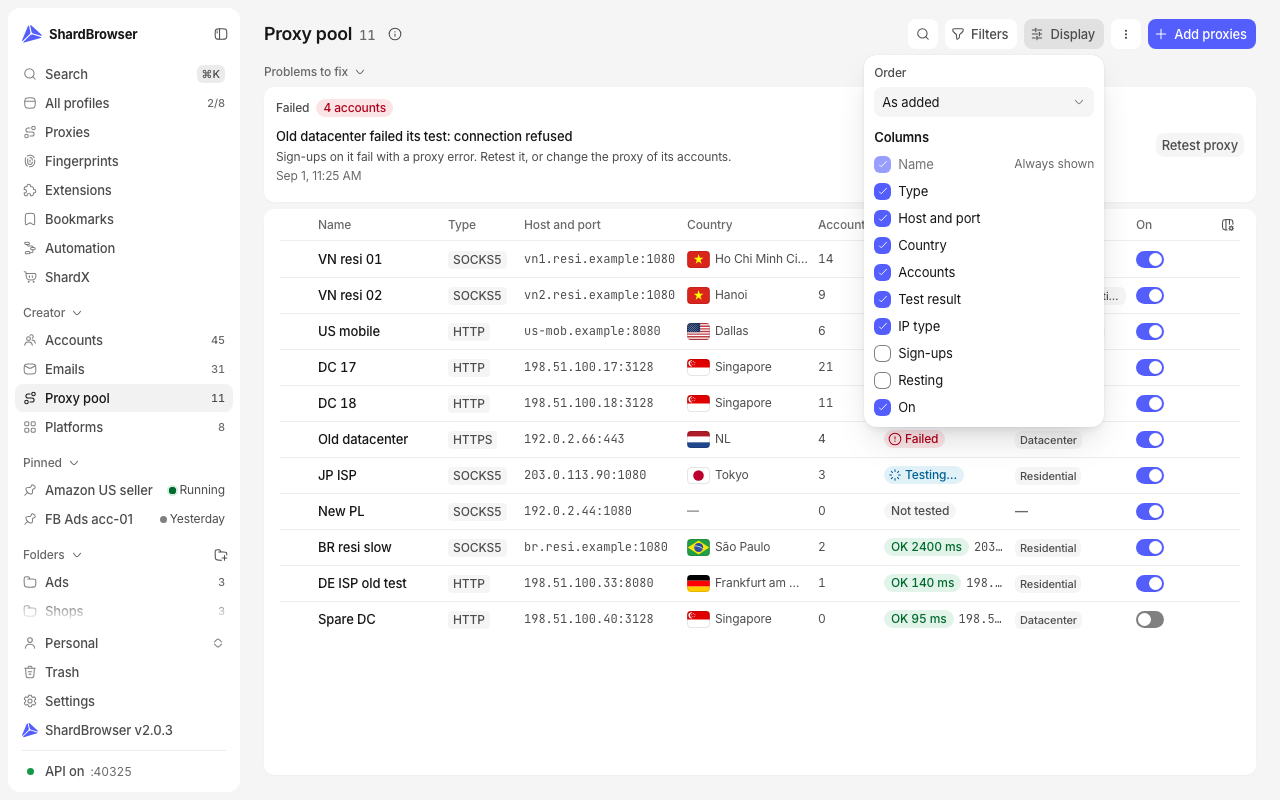 ShardBrowser
Search ⌘K
All profiles 2/8
Proxies
Fingerprints
Extensions
Bookmarks
Automation
ShardX
Creator
Accounts 45
Emails 31
Proxy pool 11
Platforms 8
Pinned
Amazon US seller Running
FB Ads acc-01 Yesterday
Folders
Ads 3
Shops 3
Personal
Trash
Settings
ShardBrowser v2.0.3
API on :40325
Proxy pool 11
Filters
Display
Add proxies
Problems to fix
Failed 4 accounts
Old datacenter failed its test: connection refused
Sign-ups on it fail with a proxy error. Retest it, or change the proxy of its accounts.
Sep 1, 11:25 AM
Retest proxy
Order
As added
Columns
Name Always shown
Type
Host and port
Country
Accounts
Test result
IP type
Sign-ups
Resting
On
Name Type Host and port Country Account On
VN resi 01 SOCKS5 vn1.resi.example:1080 Ho Chi Minh Ci... 14
VN resi 02 SOCKS5 vn2.resi.example:1080 Hanoi 9
US mobile HTTP us-mob.example:8080 Dallas 6
DC 17 HTTP 198.51.100.17:3128 Singapore 21
DC 18 HTTP 198.51.100.18:3128 Singapore 11
Old datacenter HTTPS 192.0.2.66:443 NL 4 Failed Datacenter
JP ISP SOCKS5 203.0.113.90:1080 Tokyo 3 Testing... Residential
New PL SOCKS5 192.0.2.44:1080 — 0 Not tested —
BR resi slow SOCKS5 br.resi.example:1080 São Paulo 2 OK 2400 ms 203... Residential
DE ISP old test HTTP 198.51.100.33:8080 Frankfurt am ... 1 OK 140 ms 198.... Residential
Spare DC HTTP 198.51.100.40:3128 Singapore 0 OK 95 ms 198.5... Datacenter